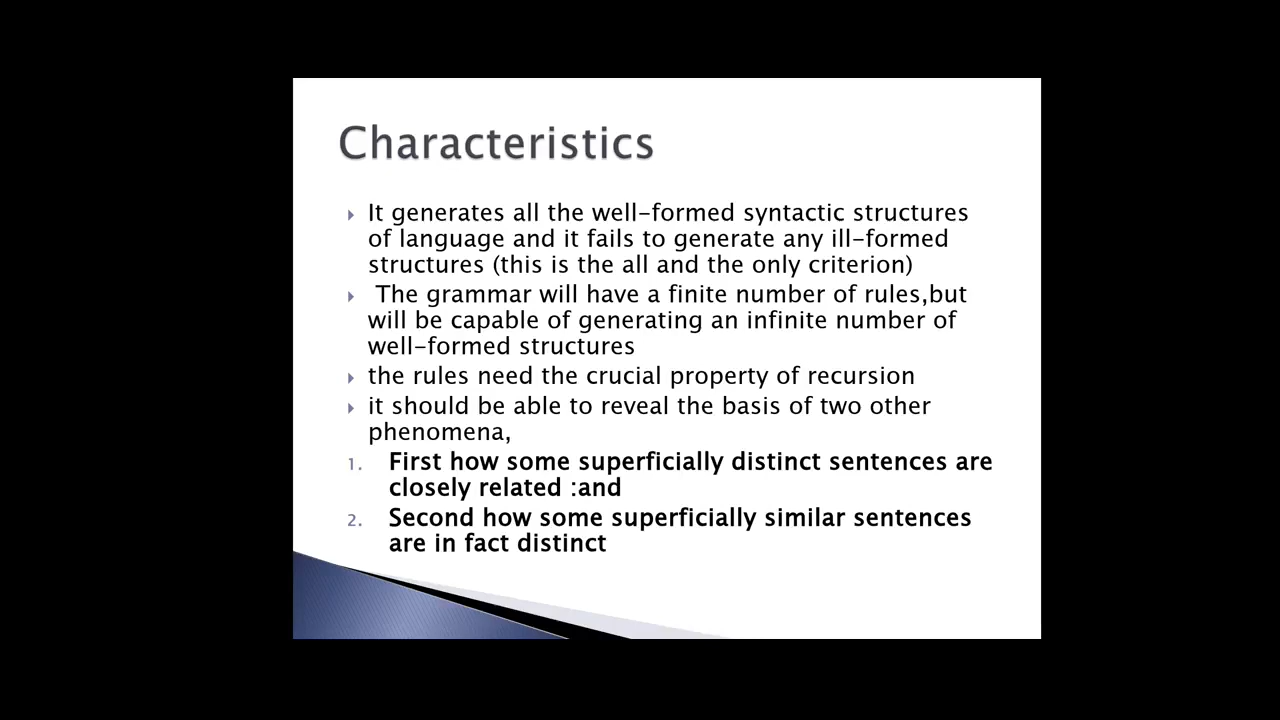 Characteristics
It generates all the well-formed syntactic structures
of language and it fails to generate any ill-formed
structures (this is the all and the only criterion)
The grammar will have a finite number of rules,but
will be capable of generating an infinite number of
well-formed structures
the rules need the crucial property of recursion
it should be able to reveal the basis of two other
phenomena,
1. First how some superficially distinct sentences are
closely related :and
2. Second how some superficially similar sentences
are in fact distinct